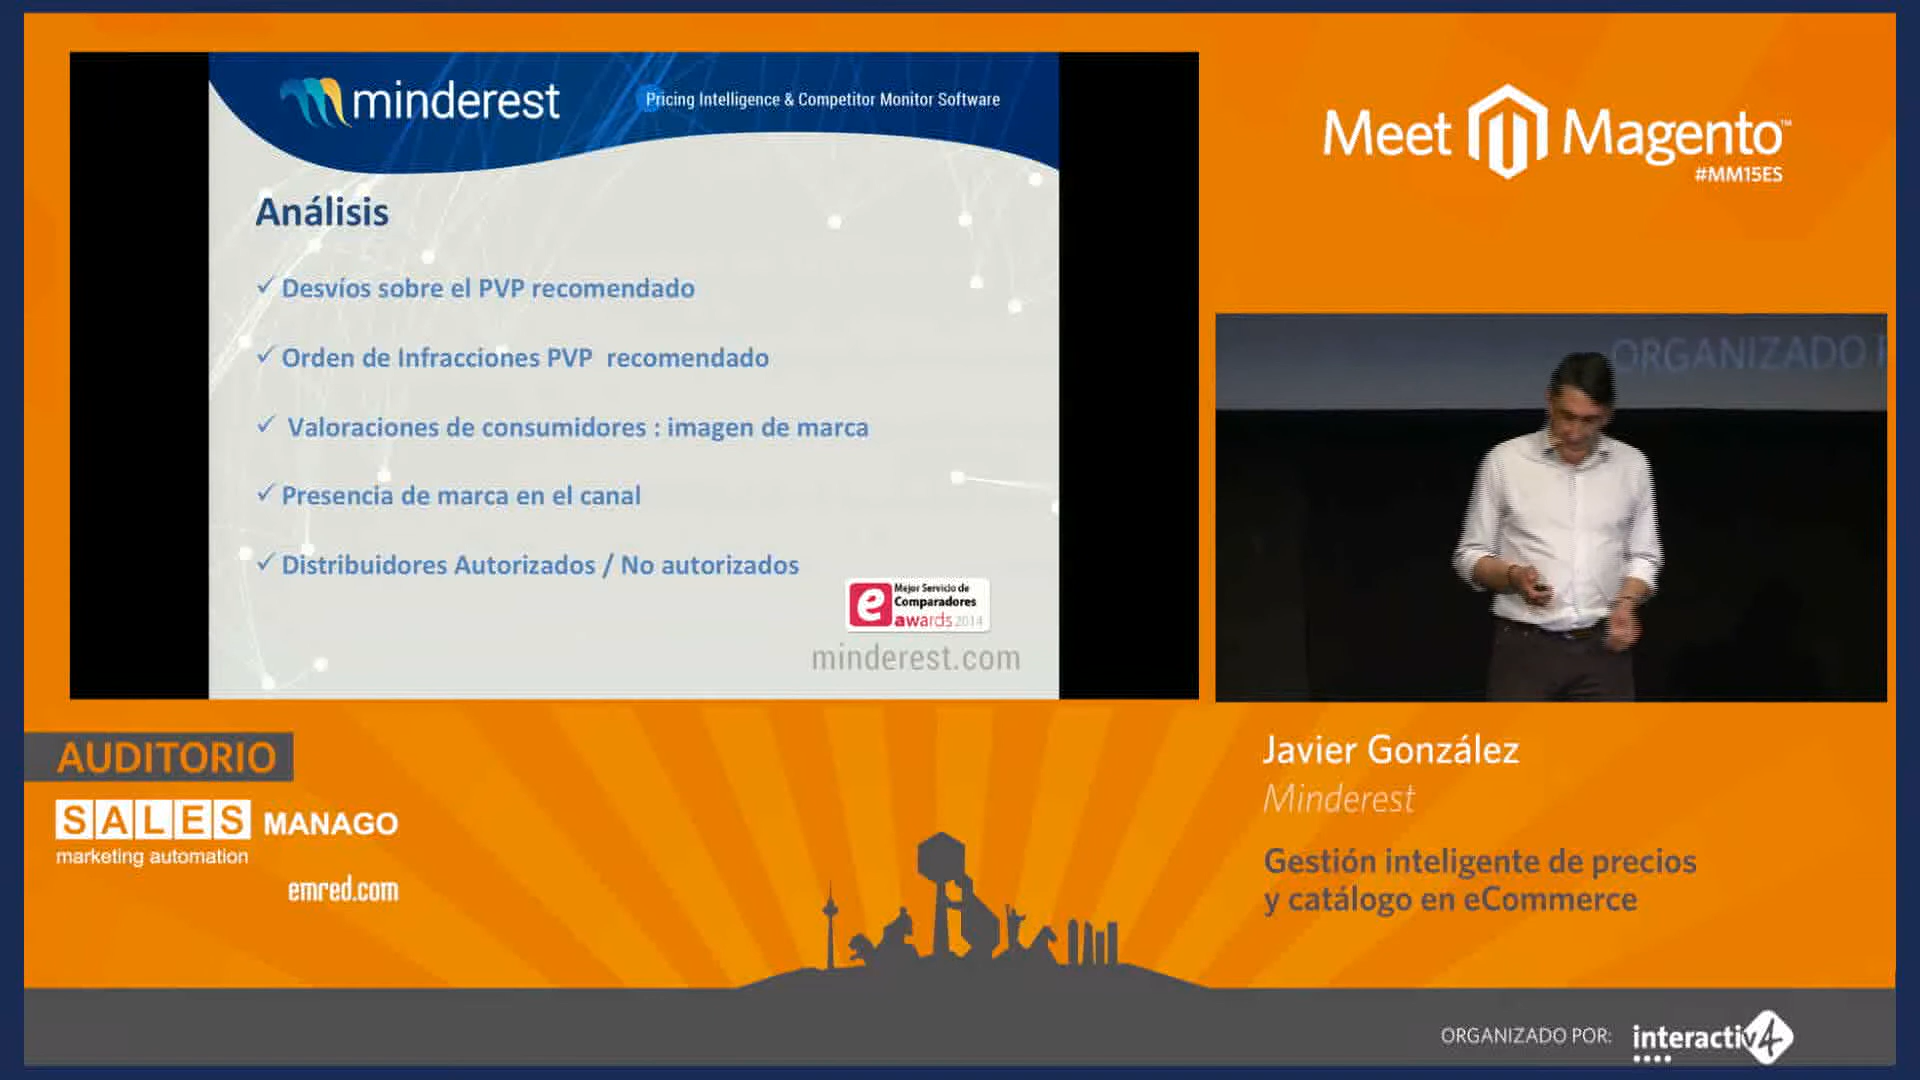 minderest
Pricing Intelligence & Competitor Monitor Software
Análisis
✓ Desvíos sobre el PVP recomendado
✓ Orden de Infracciones PVP recomendado
✓ Valoraciones de consumidores : imagen de marca
✓ Presencia de marca en el canal
✓ Distribuidores Autorizados / No autorizados
e
Mejor Servicio de
Comparadores
awards 2014
minderest.com
Meet Magento™
#MM15ES
ORGANIZADO P
AUDITORIO
SALES MANAGO
marketing automation
emred.com
Javier González
Minderest
Gestión inteligente de precios
y catálogo en eCommerce
ORGANIZADO POR: interactiv4